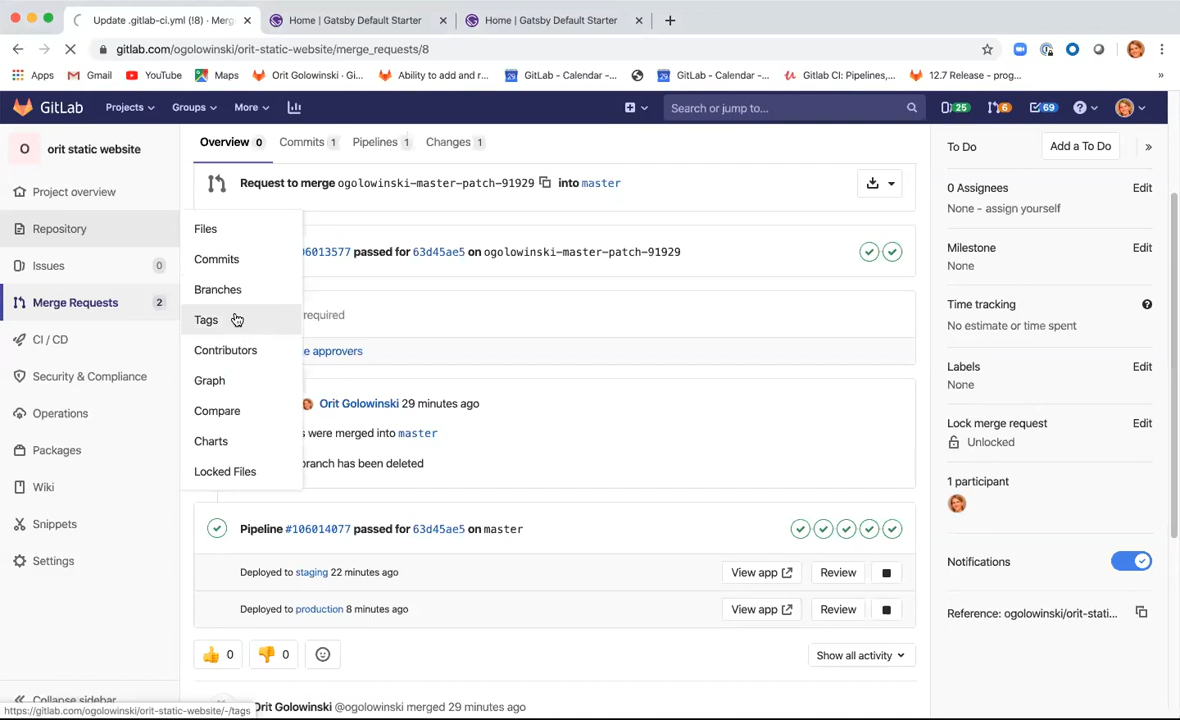 Update .gitlab-ci.yml (!8) · Mer
Home | Gatsby Default Starter
Home | Gatsby Default Starter
gitlab.com/ogolowinski/orit-static-website/merge_requests/8
Apps
Gmail
YouTube
Maps
Orit Golowinski · Gi...
Ability to add and r...
GitLab - Calendar -...
GitLab - Calendar -...
Gitlab CI: Pipelines,...
12.7 Release - prog...
»
GitLab
Projects
Groups
More
Search or jump to...
25
6
69
O
orit static website
Project overview
Repository
Issues 0
Merge Requests 2
CI / CD
Security & Compliance
Operations
Packages
Wiki
Snippets
Settings
Collapse sidebar
https://gitlab.com/ogolowinski/orit-static-website/-/tags
Files
Commits
Branches
Tags
Contributors
Graph
Compare
Charts
Locked Files
Overview 0
Commits 1
Pipelines 1
Changes 1
Request to merge ogolowinski-master-patch-91929 into master
06013577 passed for 63d45ae5 on ogolowinski-master-patch-91929
required
e approvers
Orit Golowinski 29 minutes ago
s were merged into master
branch has been deleted
Pipeline #106014077 passed for 63d45ae5 on master
Deployed to staging 22 minutes ago
View app
Review
Deployed to production 8 minutes ago
View app
Review
👍 0
👎 0
Show all activity
Orit Golowinski @ogolowinski merged 29 minutes ago
To Do
Add a To Do
»
0 Assignees
Edit
None - assign yourself
Milestone
Edit
None
Time tracking
No estimate or time spent
Labels
Edit
None
Lock merge request
Edit
Unlocked
1 participant
Notifications
Reference: ogolowinski/orit-stati...